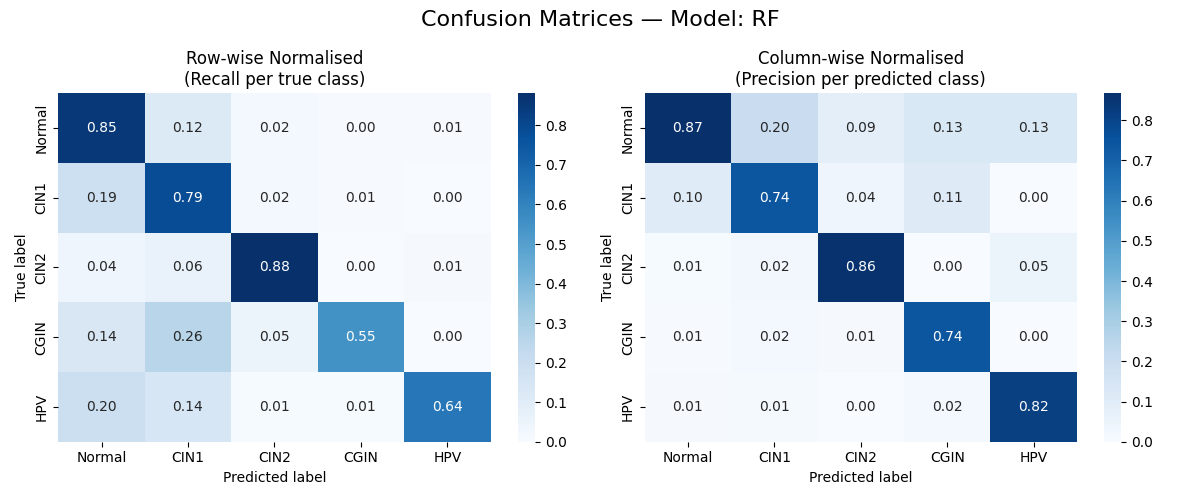 Confusion Matrices — Model: RF
Row-wise Normalised
(Recall per true class)
True label
Normal 0.85 0.12 0.02 0.00 0.01
CIN1 0.19 0.79 0.02 0.01 0.00
CIN2 0.04 0.06 0.88 0.00 0.01
CGIN 0.14 0.26 0.05 0.55 0.00
HPV 0.20 0.14 0.01 0.01 0.64
Normal CIN1 CIN2 CGIN HPV
Predicted label
0.8
0.7
0.6
0.5
0.4
0.3
0.2
0.1
0.0
Column-wise Normalised
(Precision per predicted class)
True label
Normal 0.87 0.20 0.09 0.13 0.13
CIN1 0.10 0.74 0.04 0.11 0.00
CIN2 0.01 0.02 0.86 0.00 0.05
CGIN 0.01 0.02 0.01 0.74 0.00
HPV 0.01 0.01 0.00 0.02 0.82
Normal CIN1 CIN2 CGIN HPV
Predicted label
0.8
0.7
0.6
0.5
0.4
0.3
0.2
0.1
0.0